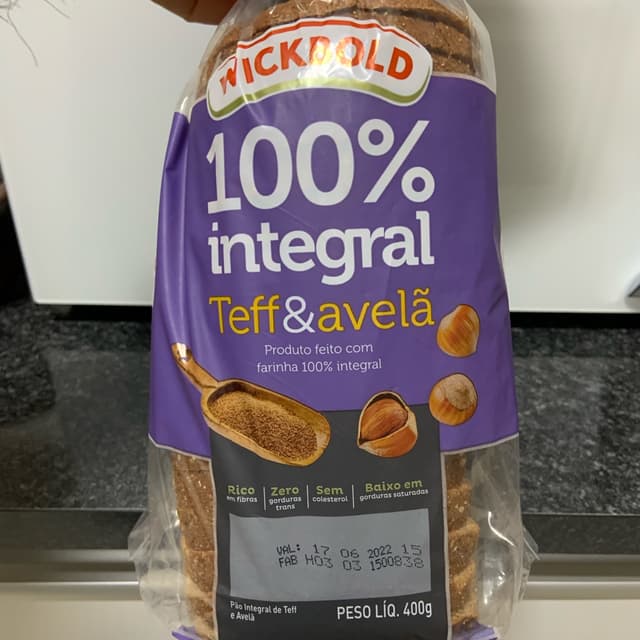 WICKBOLD
100%
integral
Teff&avelã
Produto feito com
farinha 100% integral
Rico
em fibras
Zero
gorduras
trans
Sem
colesterol
Baixo em
gorduras saturadas
VAL: 17 06 2022 15
FAB H03 03 1500838
Pão Integral de Teff
e Avelã
PESO LÍQ. 400g